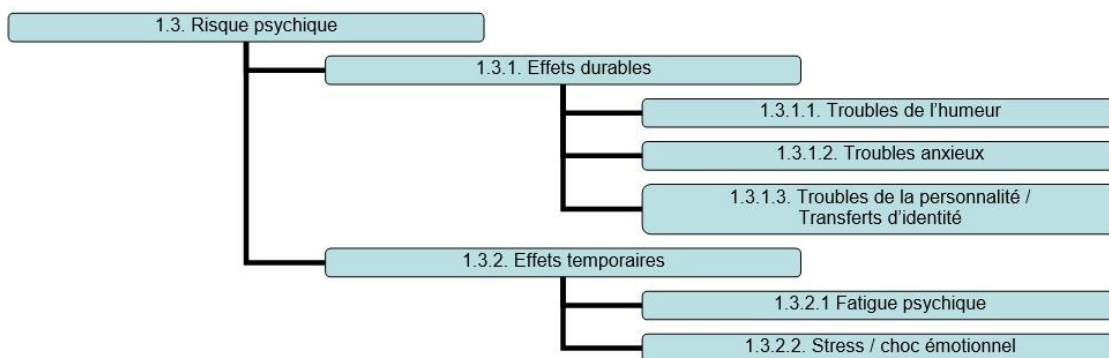 1.3. Risque psychique
1.3.1. Effets durables
1.3.1.1. Troubles de l’humeur
1.3.1.2. Troubles anxieux
1.3.1.3. Troubles de la personnalité /
Transferts d’identité
1.3.2. Effets temporaires
1.3.2.1 Fatigue psychique
1.3.2.2. Stress / choc émotionnel